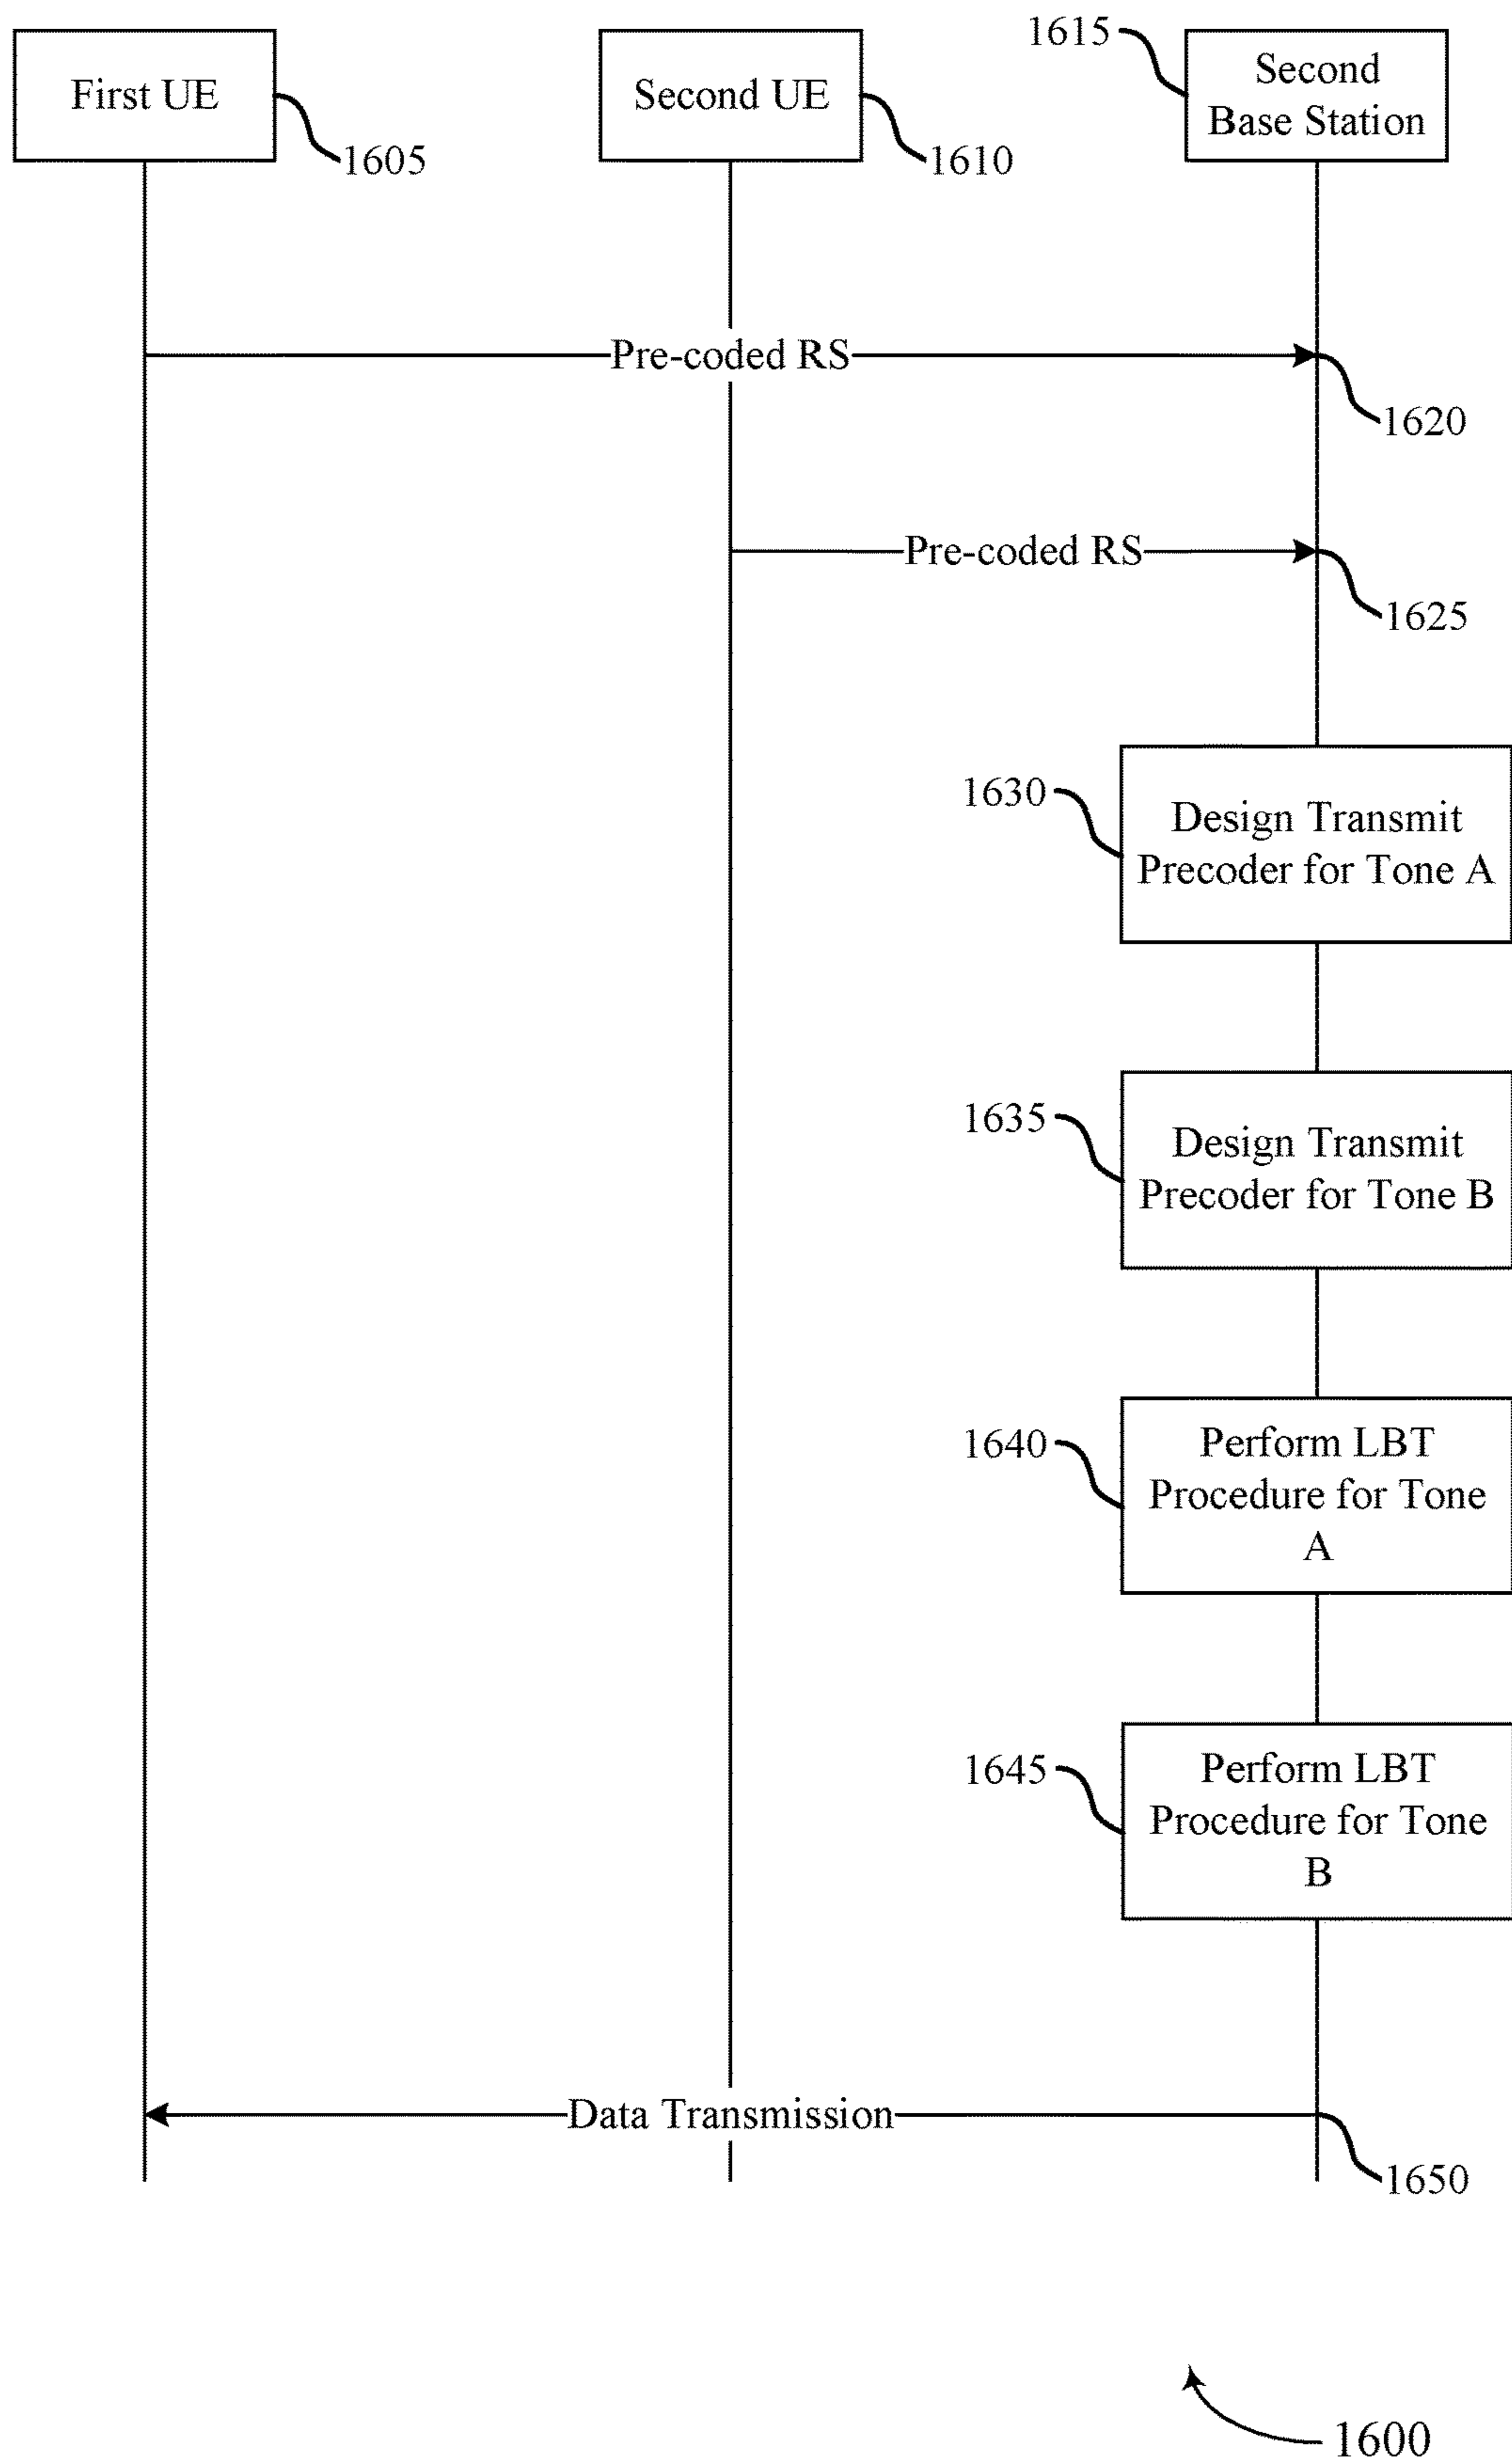 First UE
1605
Second UE
1610
1615
Second
Base Station
Pre-coded RS
1620
Pre-coded RS
1625
1630
Design Transmit
Precoder for Tone A
1635
Design Transmit
Precoder for Tone B
1640
Perform LBT
Procedure for Tone
A
1645
Perform LBT
Procedure for Tone
B
Data Transmission
1650
1600